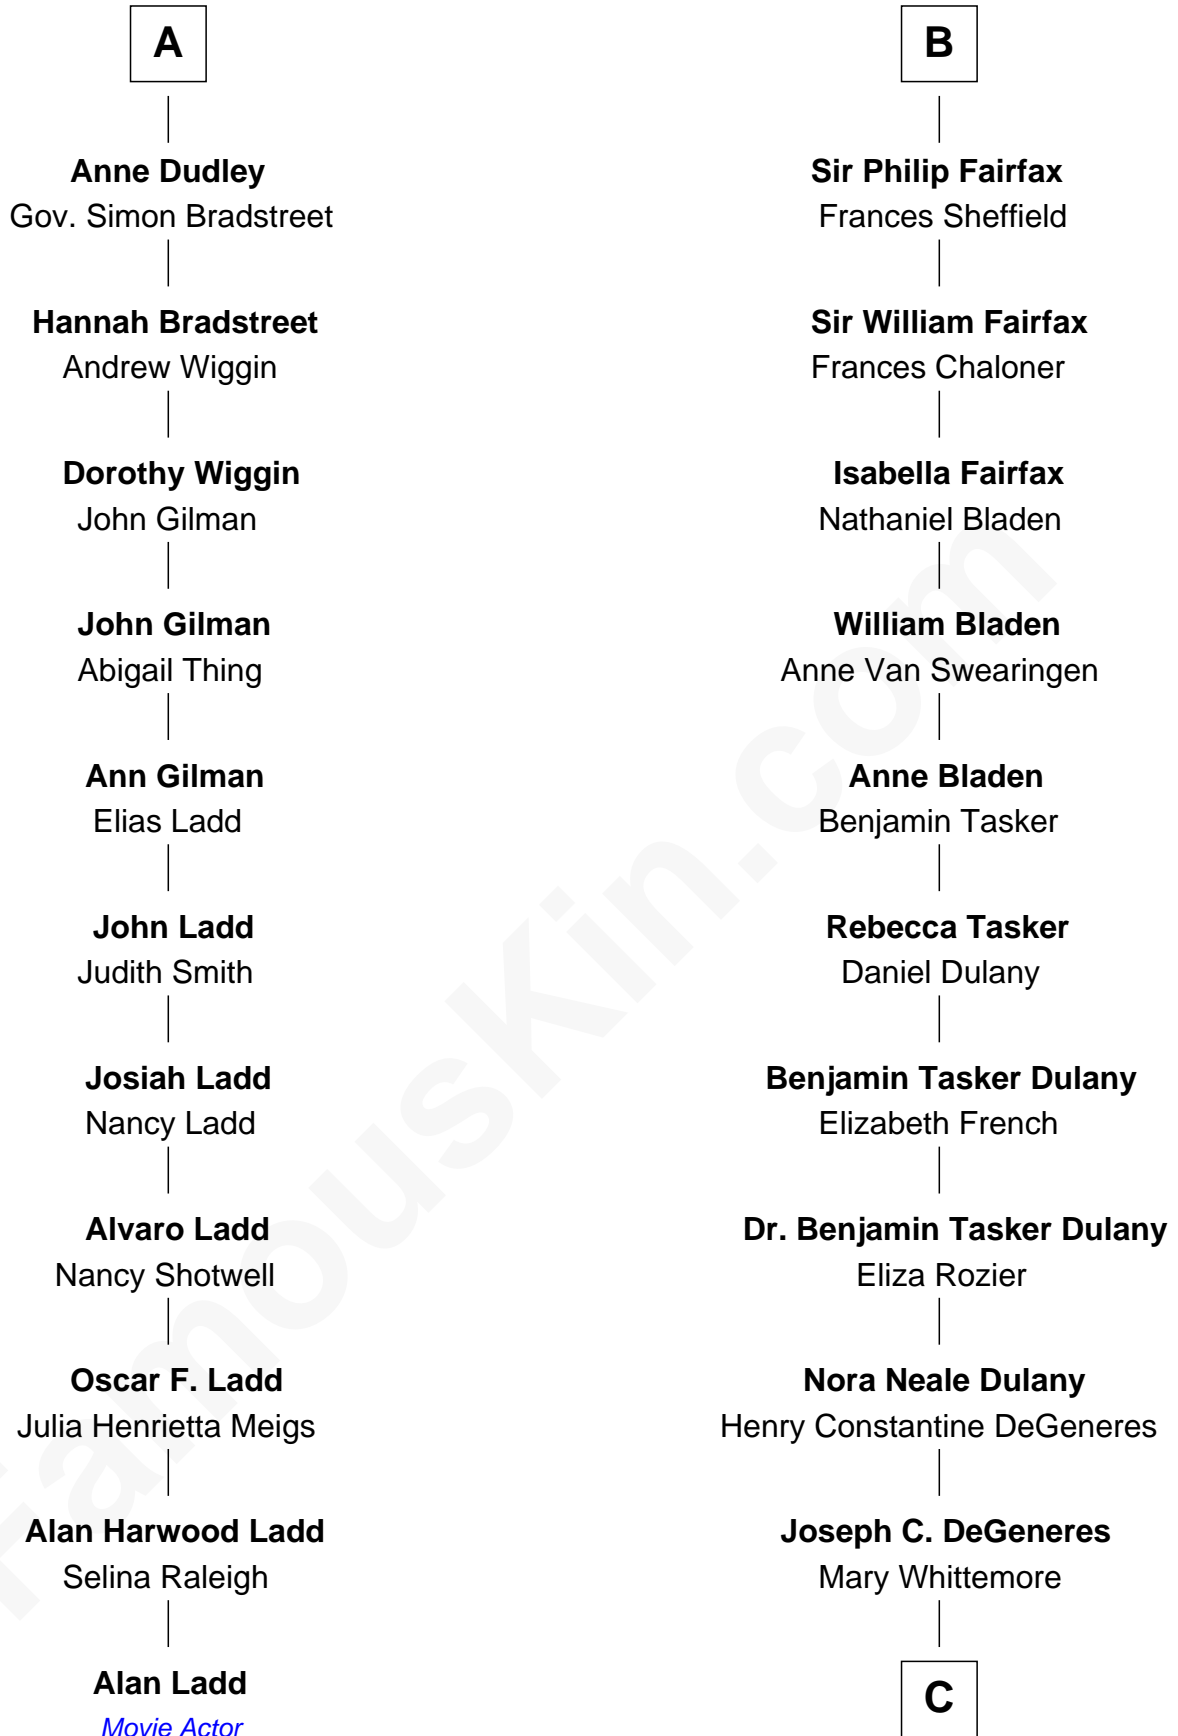 A
Anne Dudley
Gov. Simon Bradstreet
Hannah Bradstreet
Andrew Wiggin
Dorothy Wiggin
John Gilman
John Gilman
Abigail Thing
Ann Gilman
Elias Ladd
John Ladd
Judith Smith
Josiah Ladd
Nancy Ladd
Alvaro Ladd
Nancy Shotwell
Oscar F. Ladd
Julia Henrietta Meigs
Alan Harwood Ladd
Selina Raleigh
Alan Ladd
Movie Actor
B
Sir Philip Fairfax
Frances Sheffield
Sir William Fairfax
Frances Chaloner
Isabella Fairfax
Nathaniel Bladen
William Bladen
Anne Van Swearingen
Anne Bladen
Benjamin Tasker
Rebecca Tasker
Daniel Dulany
Benjamin Tasker Dulany
Elizabeth French
Dr. Benjamin Tasker Dulany
Eliza Rozier
Nora Neale Dulany
Henry Constantine DeGeneres
Joseph C. DeGeneres
Mary Whittemore
C
FamousKin.com